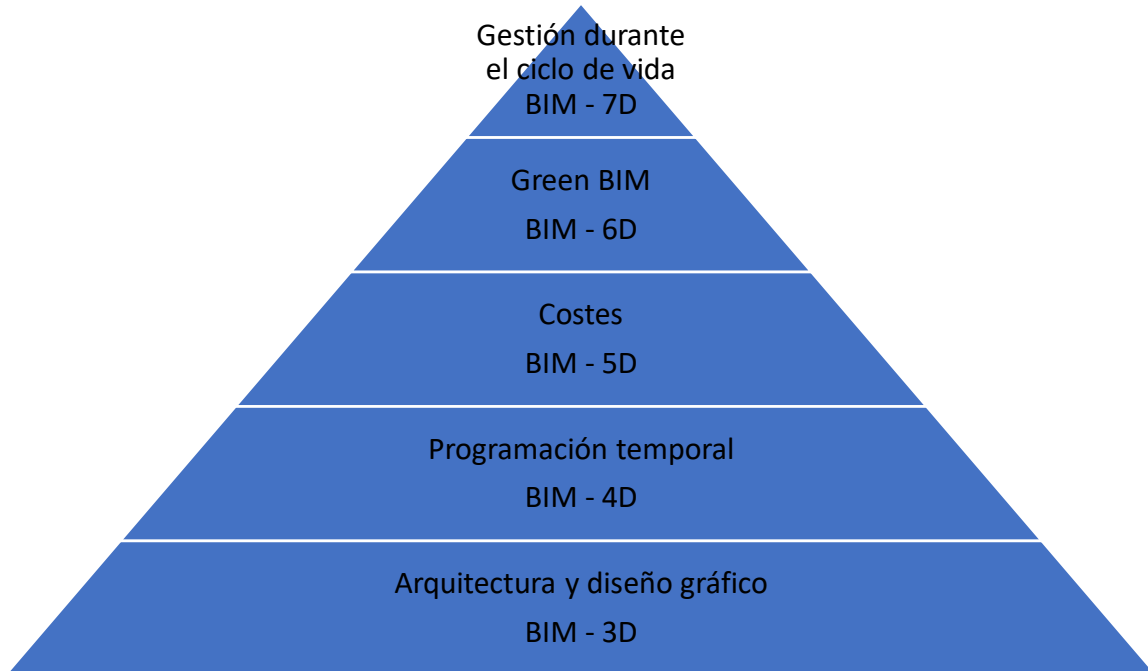 Gestión durante
el ciclo de vida
BIM - 7D
Green BIM
BIM - 6D
Costes
BIM - 5D
Programación temporal
BIM - 4D
Arquitectura y diseño gráfico
BIM - 3D